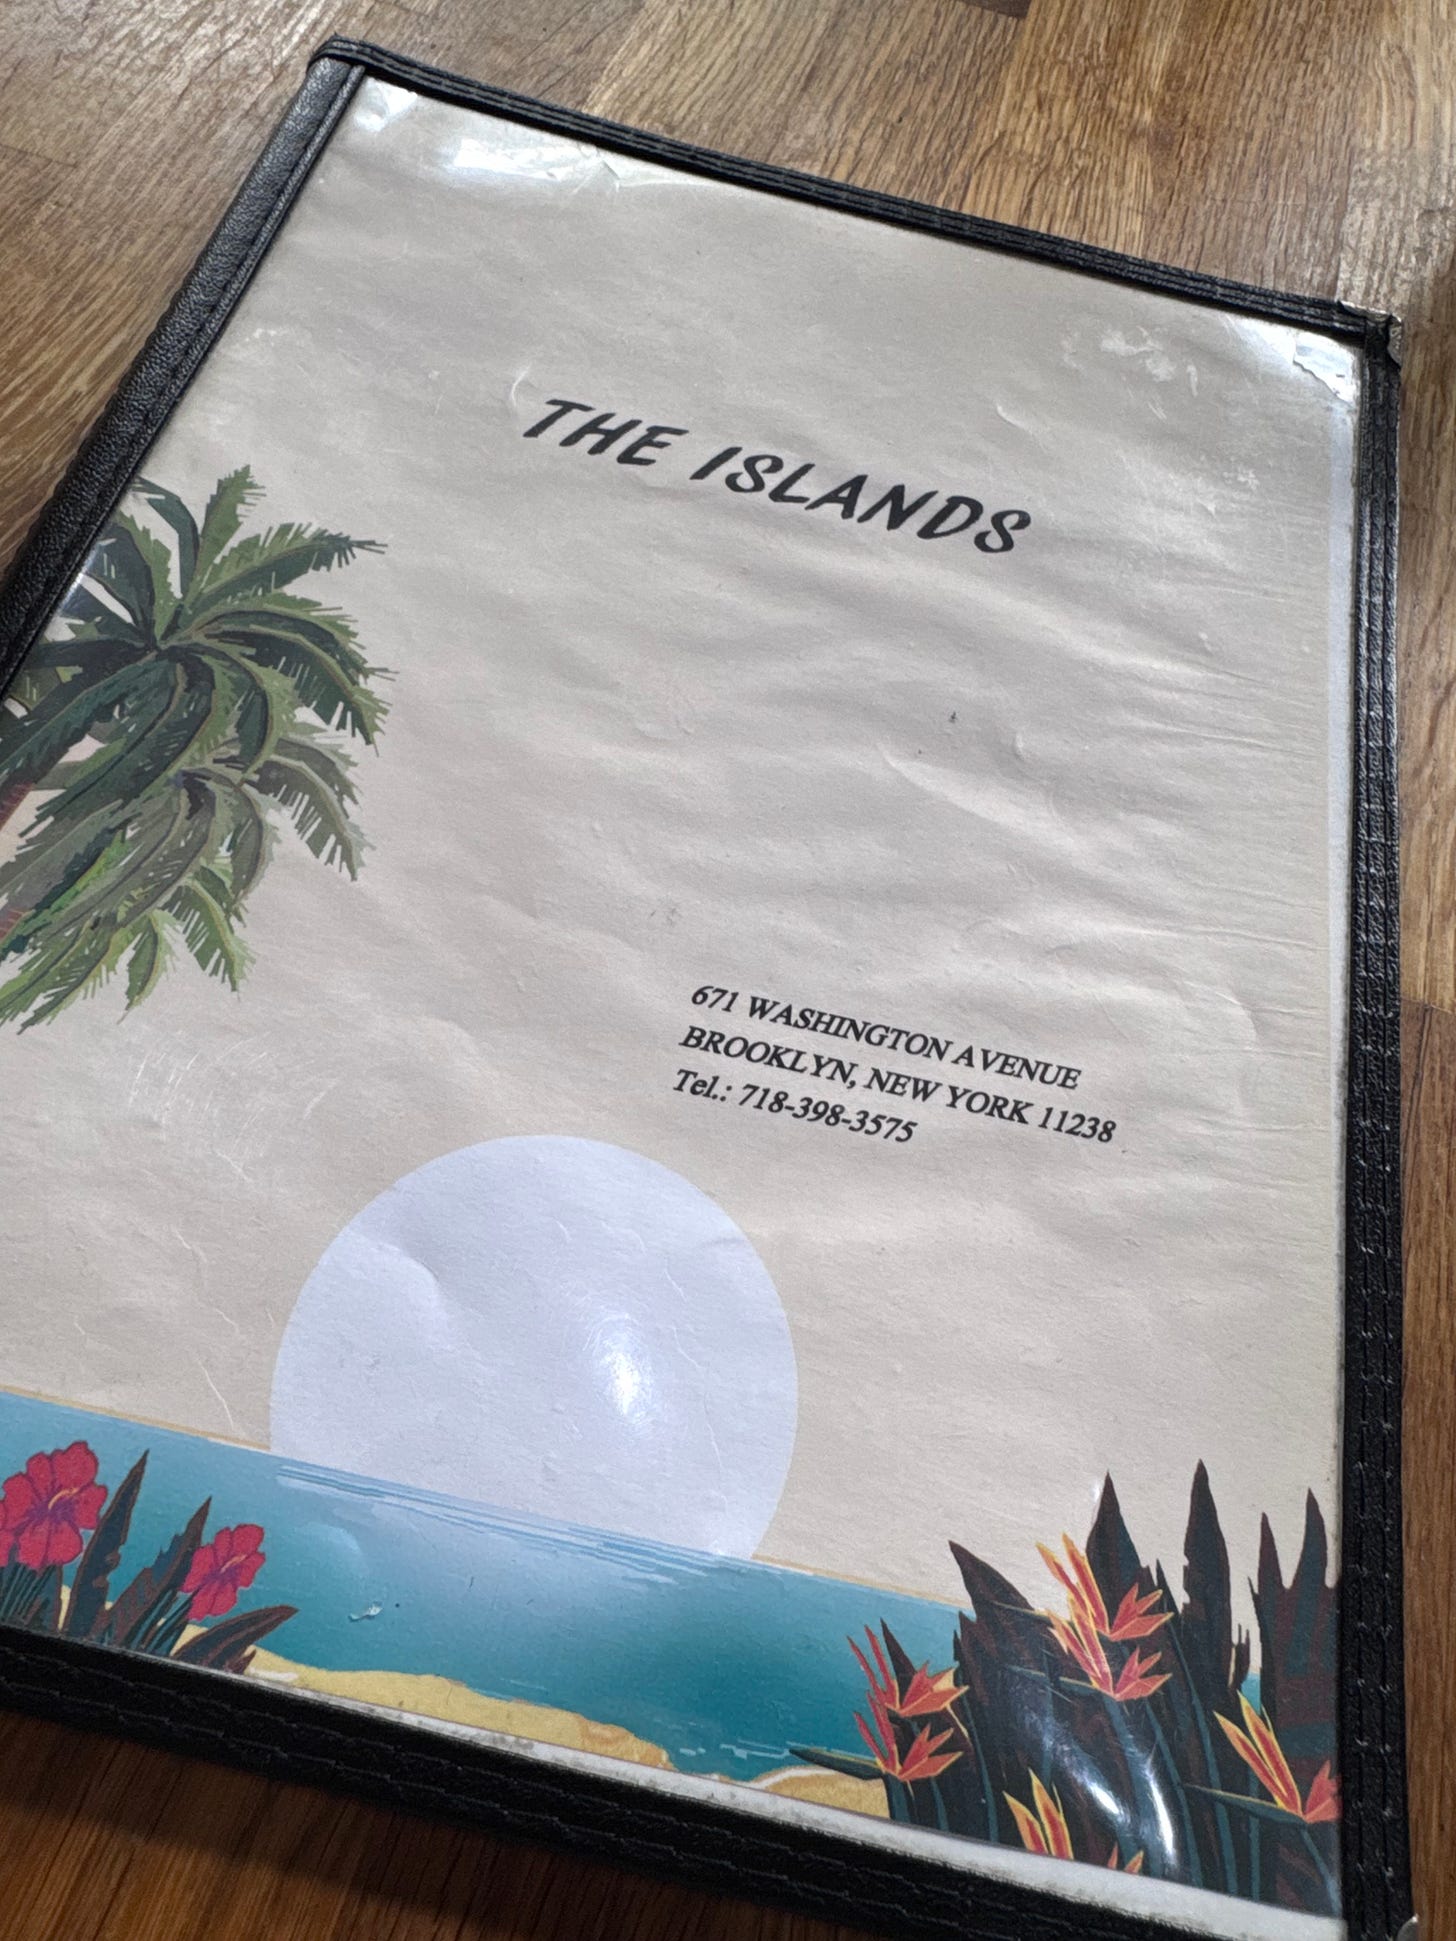 THE ISLANDS
671 WASHINGTON AVENUE
BROOKLYN, NEW YORK 11238
Tel.: 718-398-3575